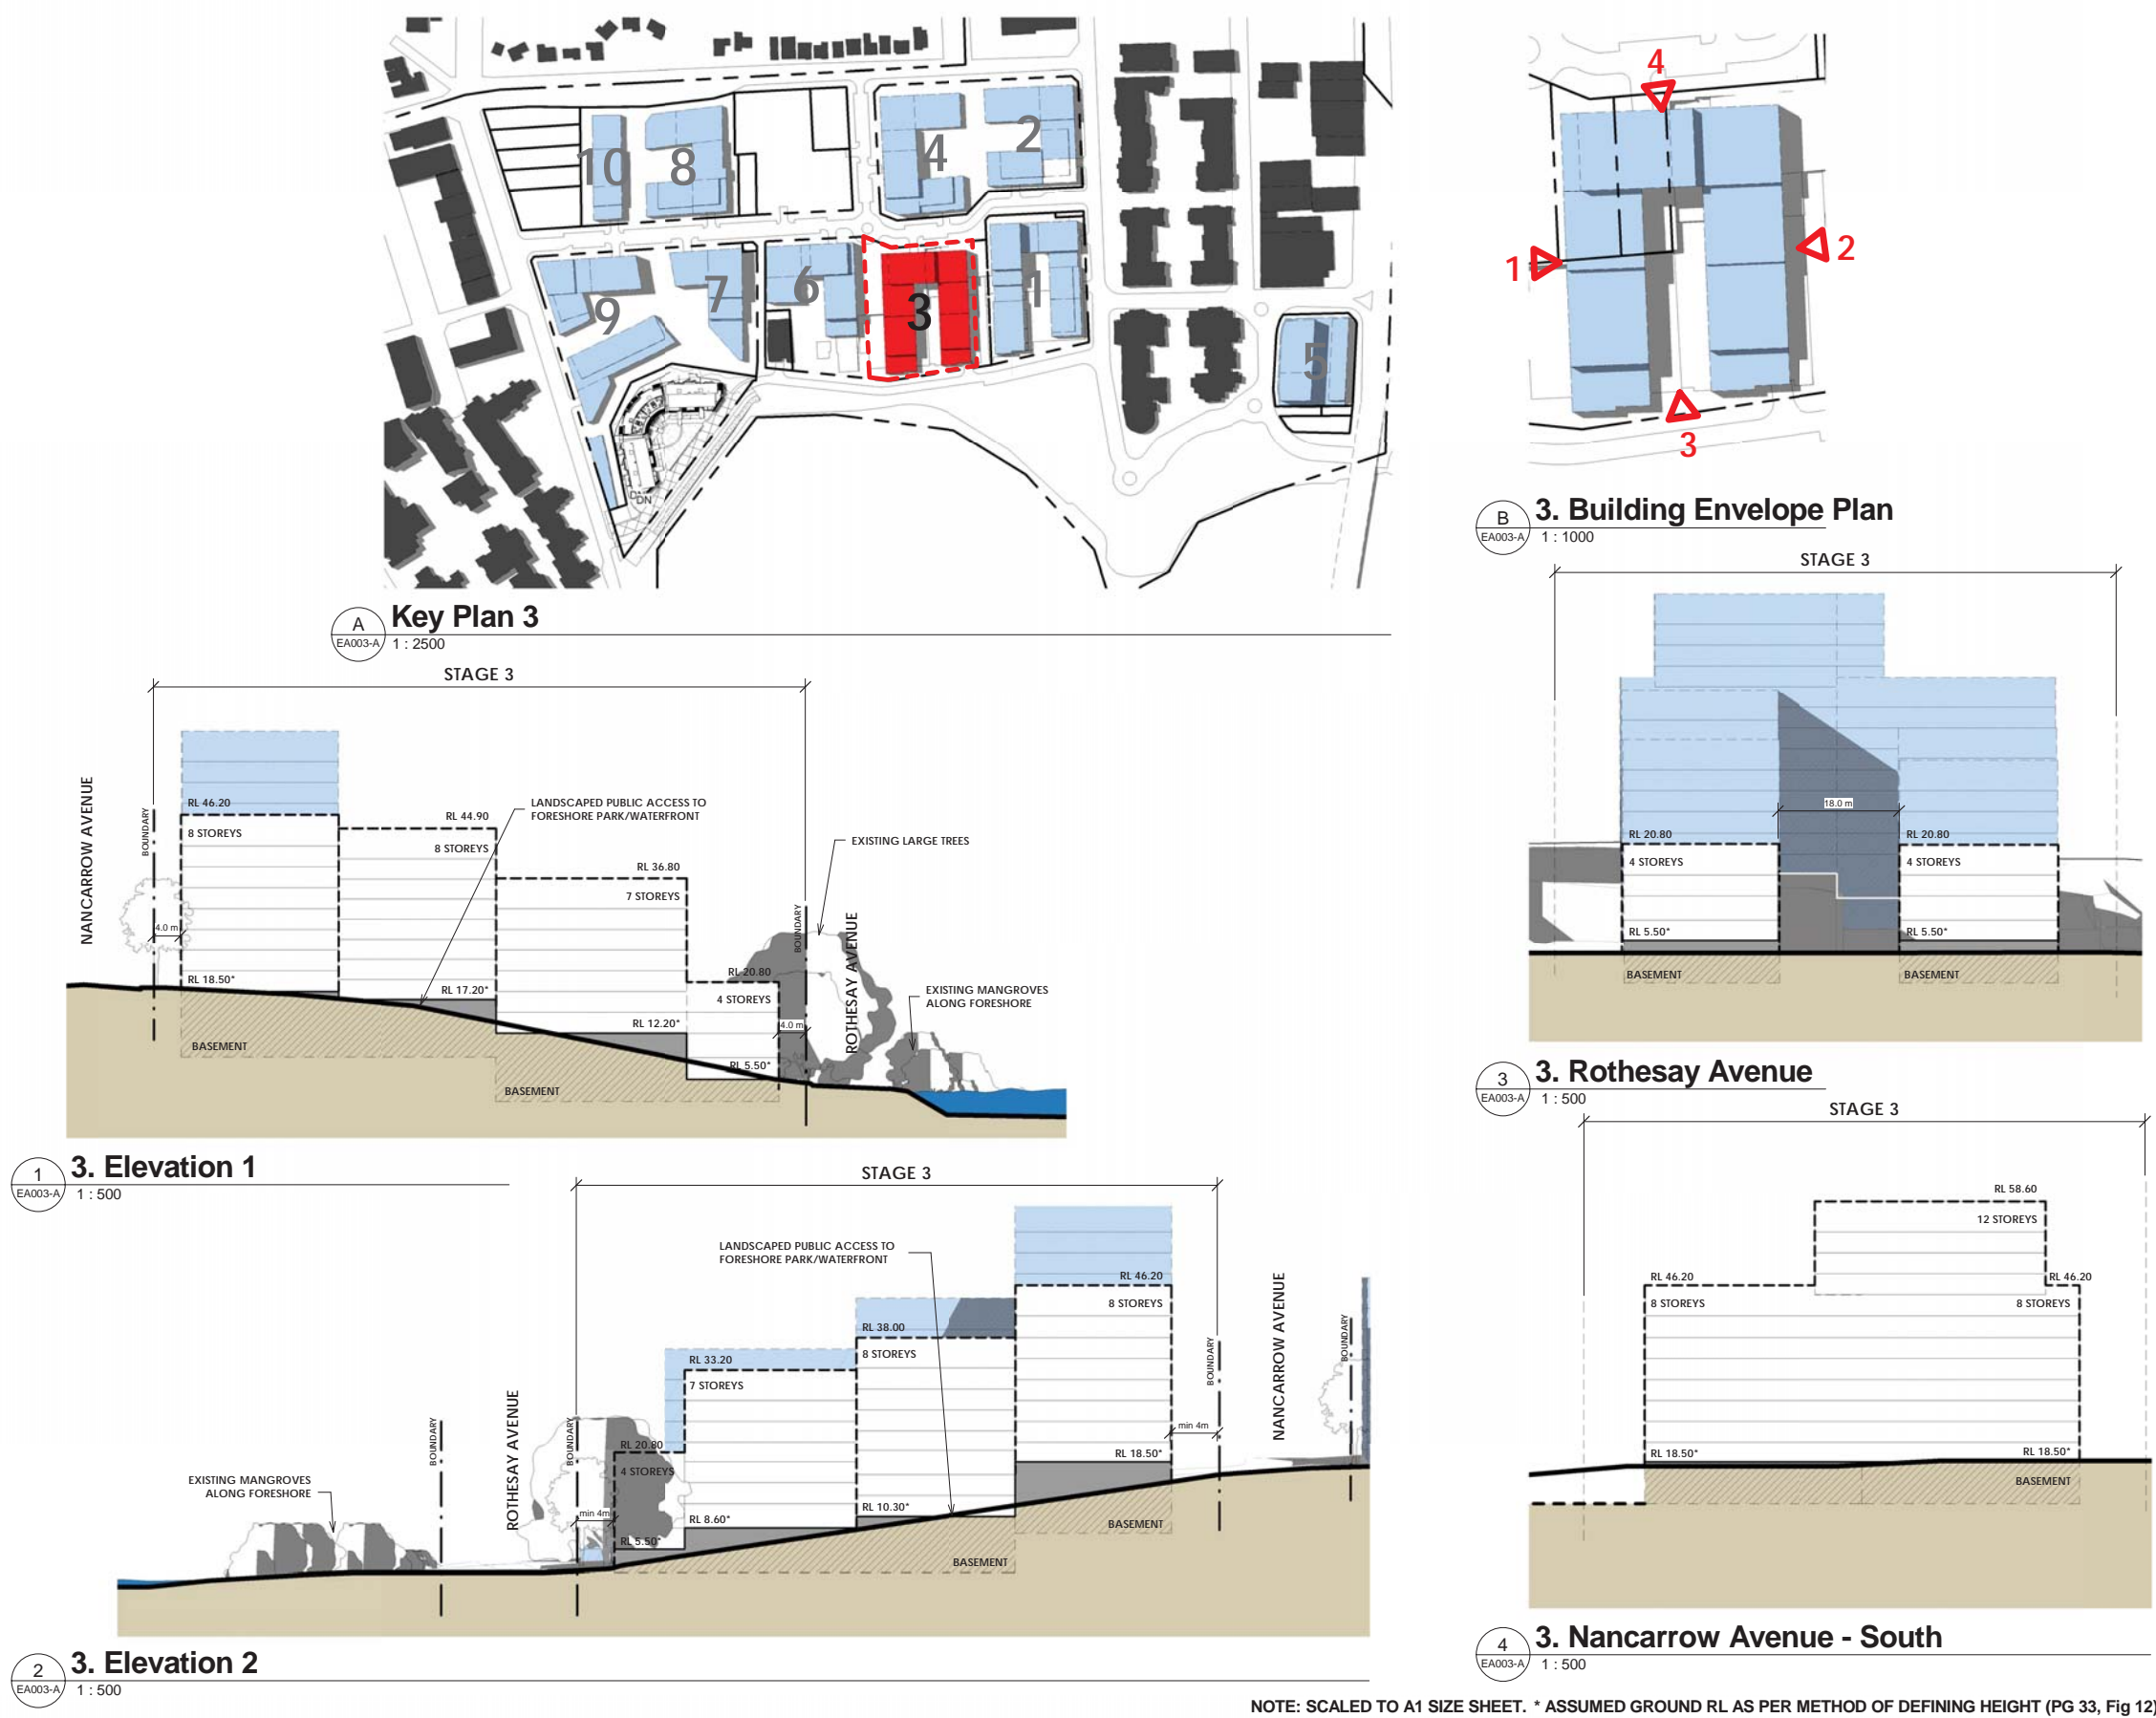 10
8
4
2
9
7
6
3
1
5
DN
A
EA003-A
Key Plan 3
1 : 2500
4
1
2
3
B
EA003-A
3. Building Envelope Plan
1 : 1000
STAGE 3
NANCARROW AVENUE
BOUNDARY
4.0 m
RL 46.20
8 STOREYS
RL 44.90
8 STOREYS
LANDSCAPED PUBLIC ACCESS TO
FORESHORE PARK/WATERFRONT
RL 36.80
7 STOREYS
EXISTING LARGE TREES
BOUNDARY
ROTHESAY AVENUE
RL 20.80
4 STOREYS
4.0 m
EXISTING MANGROVES
ALONG FORESHORE
RL 18.50*
RL 17.20*
RL 12.20*
RL 5.50*
BASEMENT
BASEMENT
1
EA003-A
3. Elevation 1
1 : 500
STAGE 3
18.0 m
RL 20.80
4 STOREYS
RL 20.80
4 STOREYS
RL 5.50*
RL 5.50*
BASEMENT
BASEMENT
3
EA003-A
3. Rothesay Avenue
1 : 500
STAGE 3
LANDSCAPED PUBLIC ACCESS TO
FORESHORE PARK/WATERFRONT
RL 46.20
8 STOREYS
RL 38.00
8 STOREYS
RL 33.20
7 STOREYS
RL 20.80
4 STOREYS
EXISTING MANGROVES
ALONG FORESHORE
BOUNDARY
ROTHESAY AVENUE
BOUNDARY
min 4m
RL 5.50*
RL 8.60*
RL 10.30*
RL 18.50*
min 4m
BOUNDARY
NANCARROW AVENUE
BOUNDARY
BASEMENT
BASEMENT
2
EA003-A
3. Elevation 2
1 : 500
STAGE 3
RL 58.60
12 STOREYS
RL 46.20
8 STOREYS
RL 46.20
8 STOREYS
RL 18.50*
RL 18.50*
BASEMENT
4
EA003-A
3. Nancarrow Avenue - South
1 : 500
NOTE: SCALED TO A1 SIZE SHEET. * ASSUMED GROUND RL AS PER METHOD OF DEFINING HEIGHT (PG 33, Fig 12)